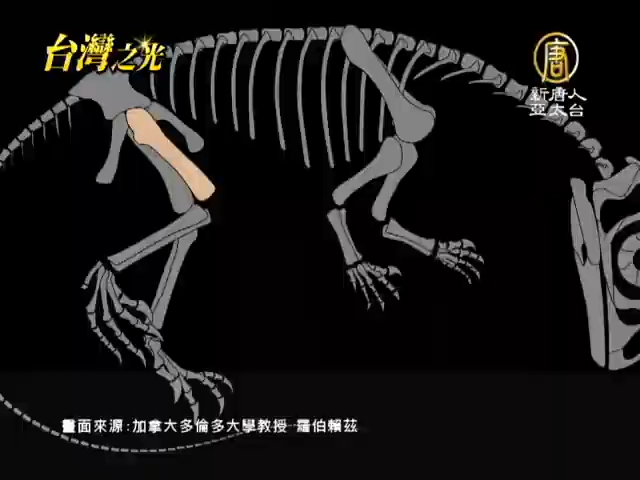 台灣之光
唐
新唐人
亞太台
畫面來源:加拿大多倫多大學教授 羅伯賴茲